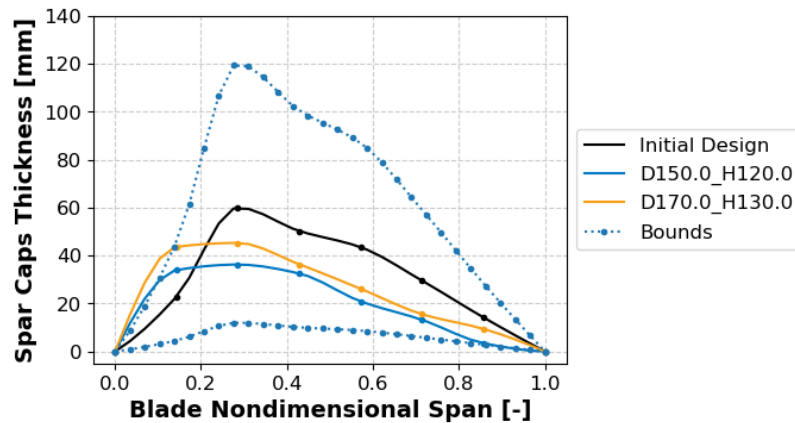 Spar Caps Thickness [mm]
140
120
100
80
60
40
20
0
0.0 0.2 0.4 0.6 0.8 1.0
Blade Nondimensional Span [-]
Initial Design
D150.0_H120.0
D170.0_H130.0
Bounds